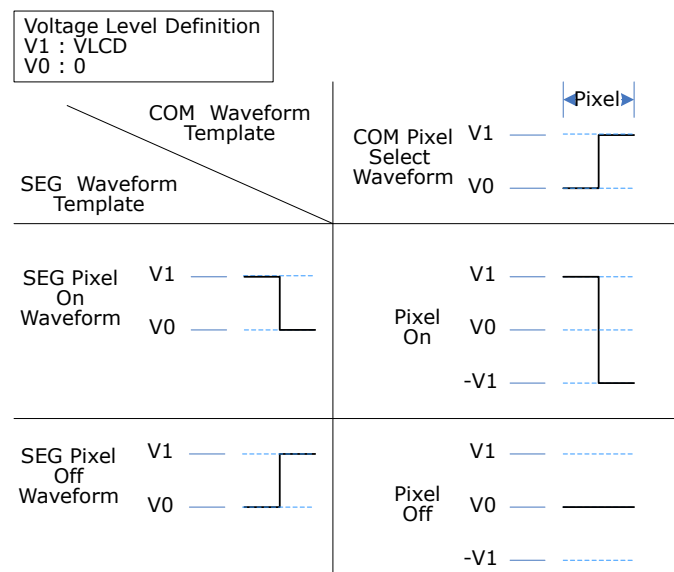 Voltage Level Definition
V1 : VLCD
V0 : 0
COM Waveform
Template
SEG Waveform
Template
Pixel
COM Pixel
Select
Waveform
V1
V0
SEG Pixel
On
Waveform
V1
V0
Pixel
On
V1
V0
-V1
SEG Pixel
Off
Waveform
V1
V0
Pixel
Off
V1
V0
-V1